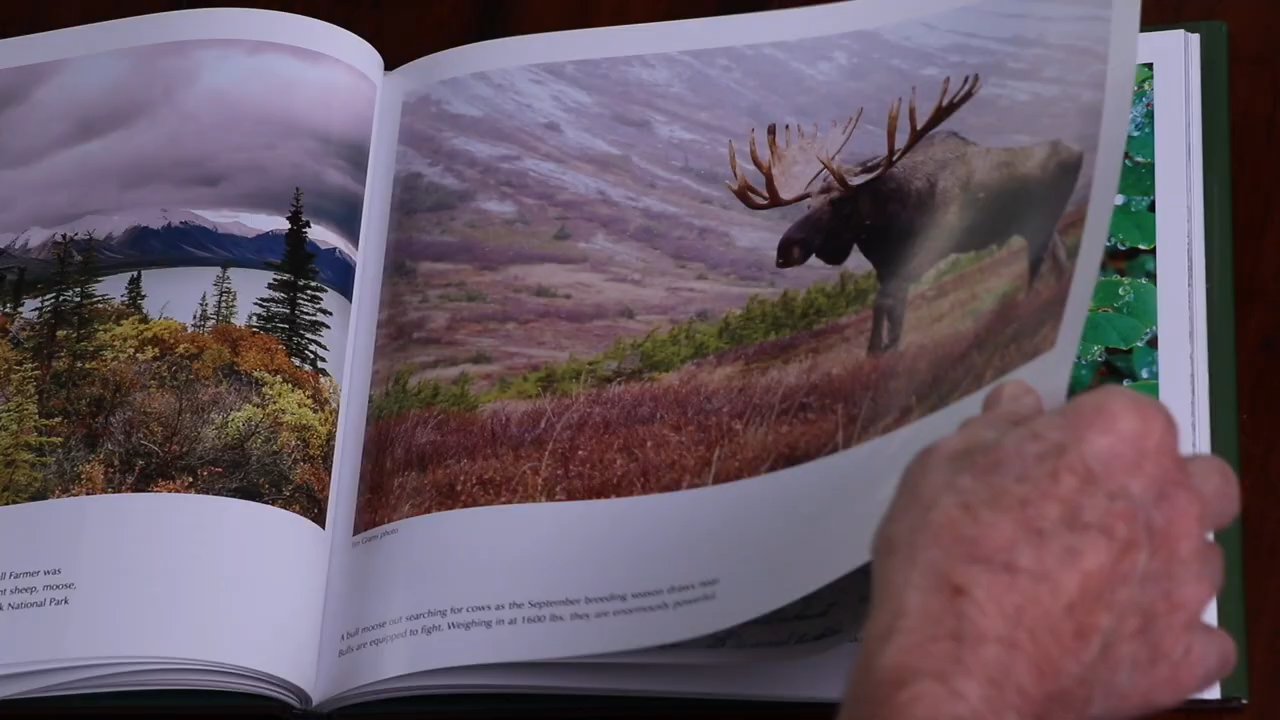 ll Farmer was
nt sheep, moose,
k National Park
Grams photo
A bull moose out searching for cows as the September breeding season draws near
Bulls are equipped to fight. Weighing in at 1600 lbs. they are enormously powerful.